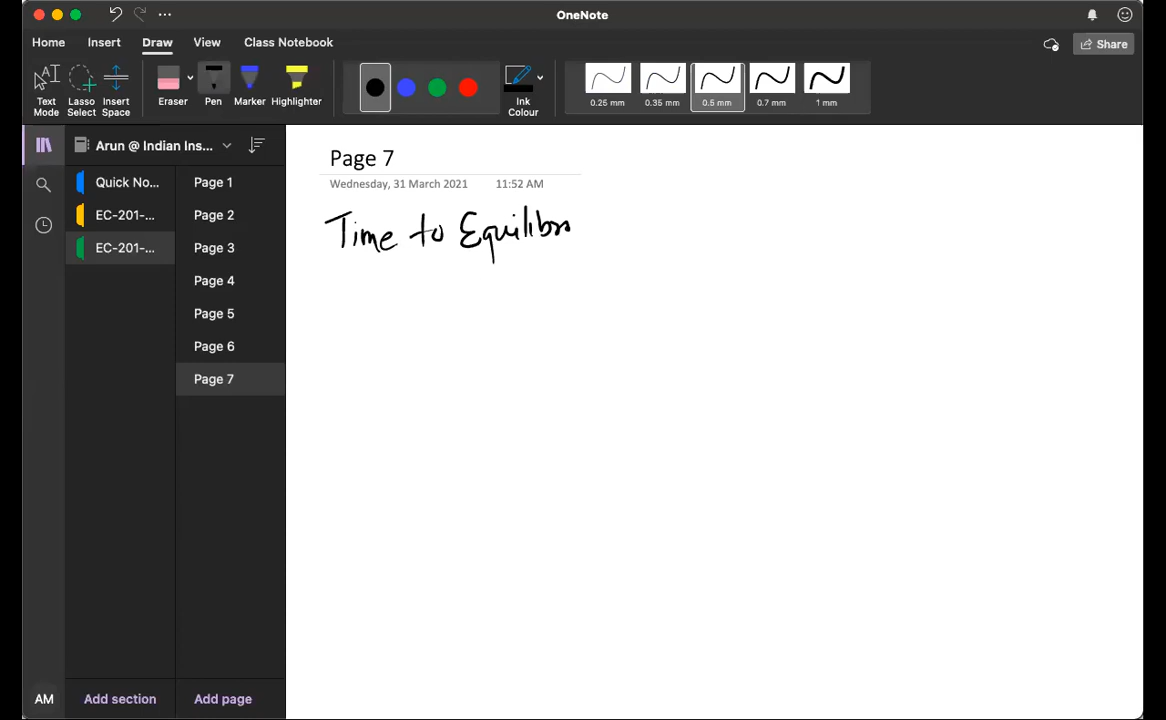 OneNote
Home Insert Draw View Class Notebook
Share
Text Mode
Lasso Select
Insert Space
Eraser
Pen
Marker
Highlighter
Ink Colour
0.25 mm
0.35 mm
0.5 mm
0.7 mm
1 mm
Arun @ Indian Ins...
Quick No...
EC-201-...
EC-201-...
Page 1
Page 2
Page 3
Page 4
Page 5
Page 6
Page 7
Page 7
Wednesday, 31 March 2021 11:52 AM
Time to Equilibr
AM
Add section
Add page